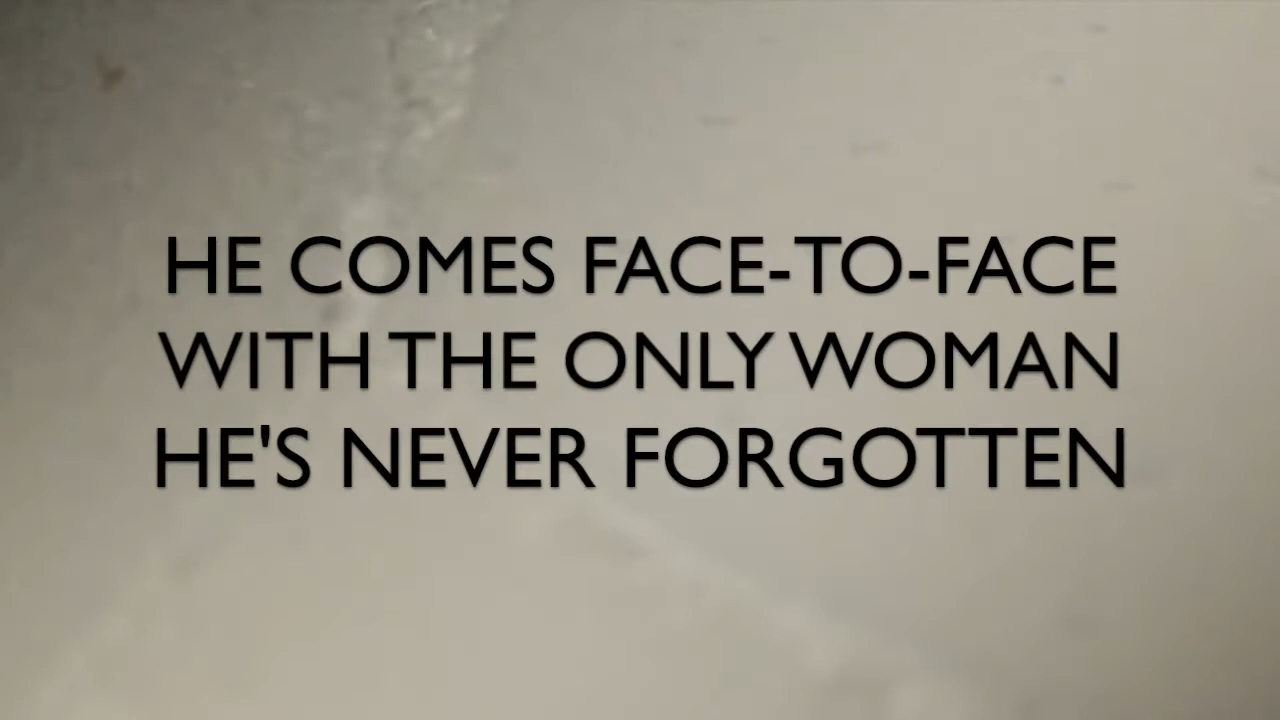 HE COMES FACE-TO-FACE
WITH THE ONLY WOMAN
HE'S NEVER FORGOTTEN